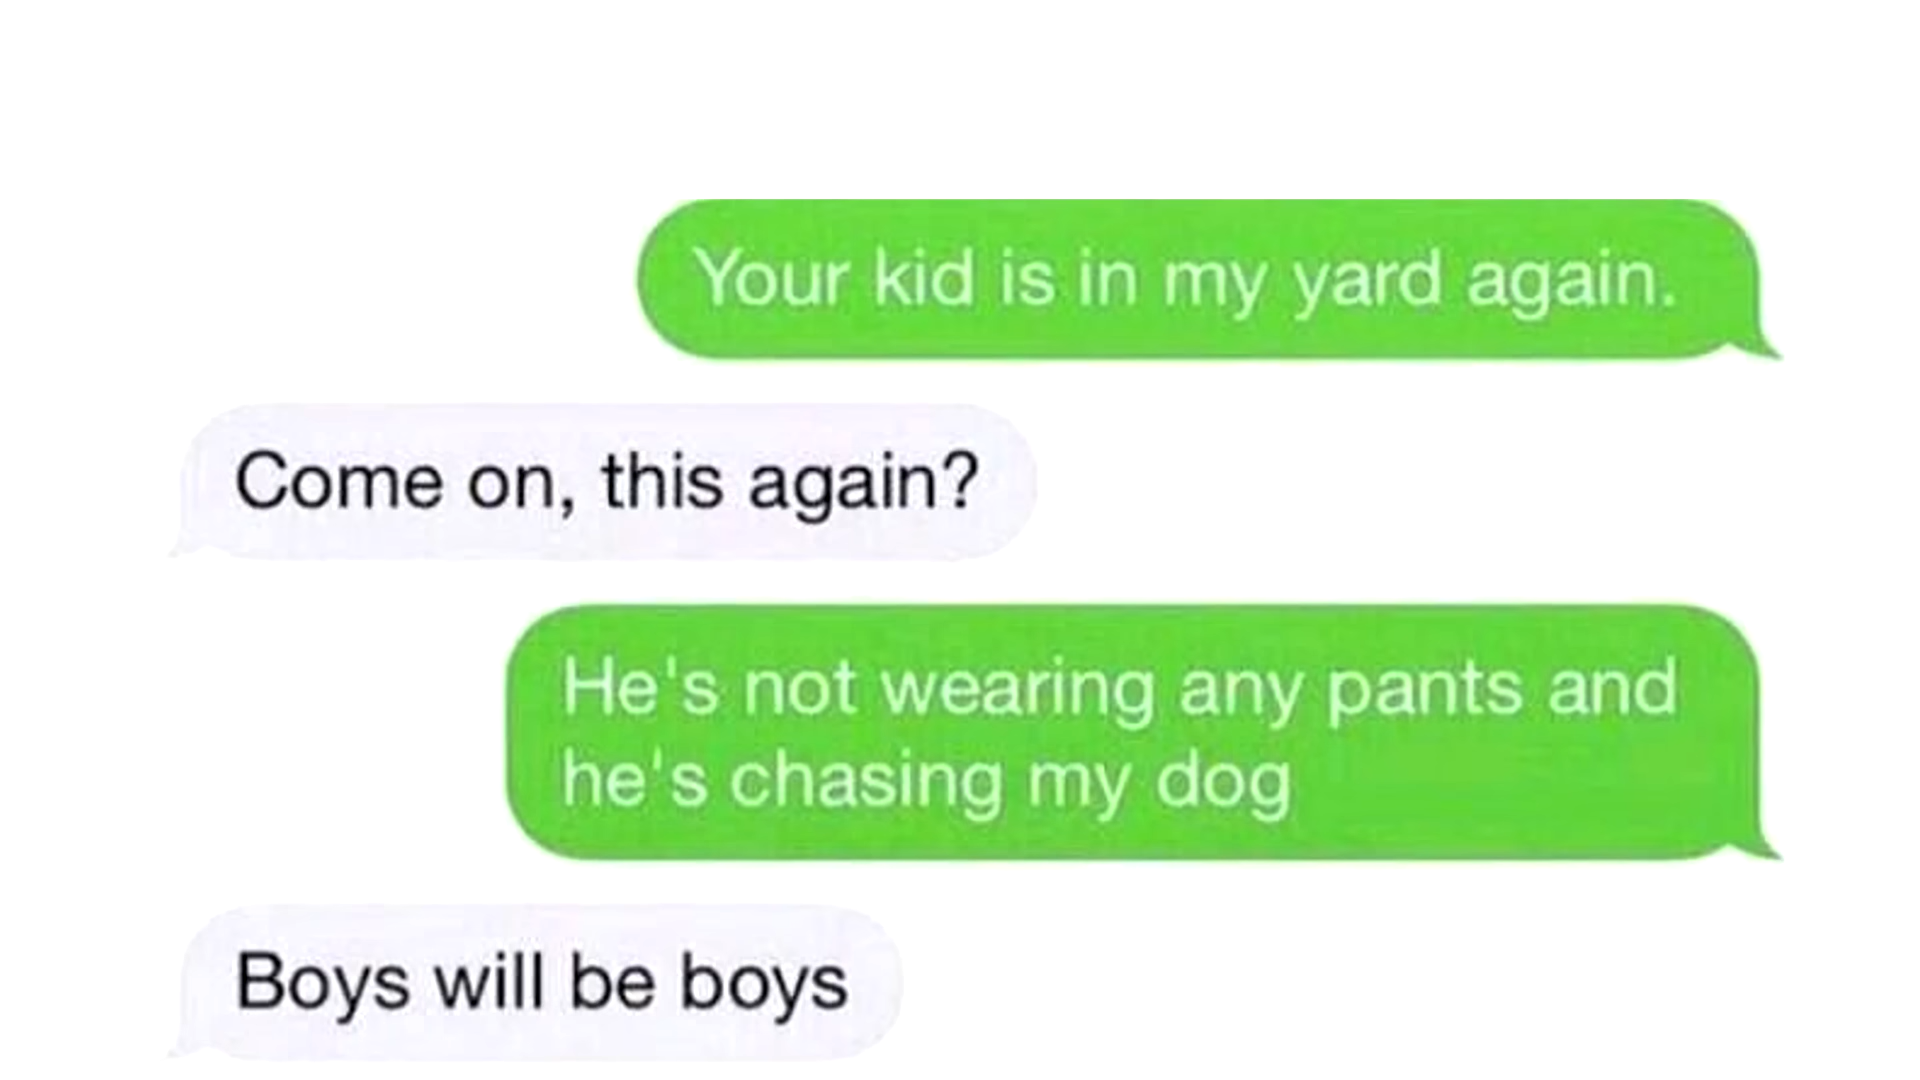 Your kid is in my yard again.
Come on, this again?
He's not wearing any pants and
he's chasing my dog
Boys will be boys